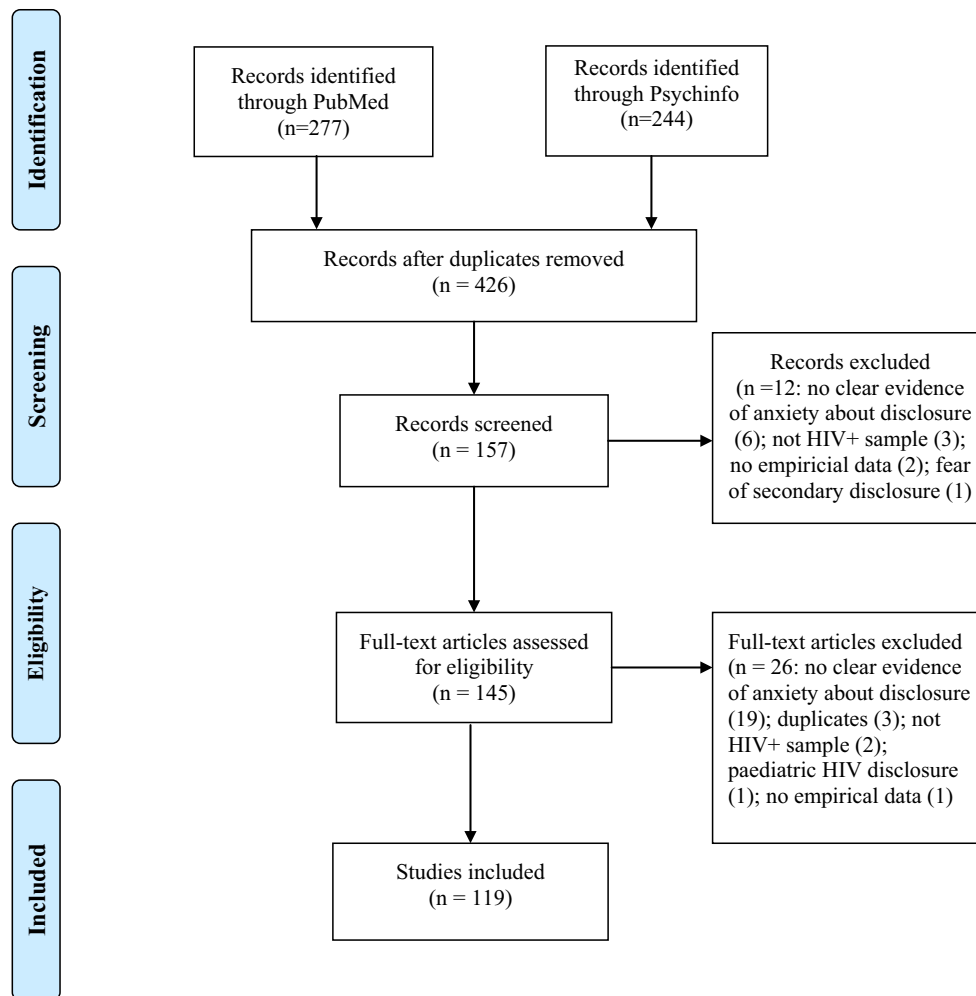 Identification
Records identified
through PubMed
(n=277)
Records identified
through Psychinfo
(n=244)
Records after duplicates removed
(n = 426)
Screening
Records screened
(n = 157)
Records excluded
(n =12: no clear evidence
of anxiety about disclosure
(6); not HIV+ sample (3);
no empiricial data (2); fear
of secondary disclosure (1)
Eligibility
Full-text articles assessed
for eligibility
(n = 145)
Full-text articles excluded
(n = 26: no clear evidence
of anxiety about disclosure
(19); duplicates (3); not
HIV+ sample (2);
paediatric HIV disclosure
(1); no empirical data (1)
Included
Studies included
(n = 119)